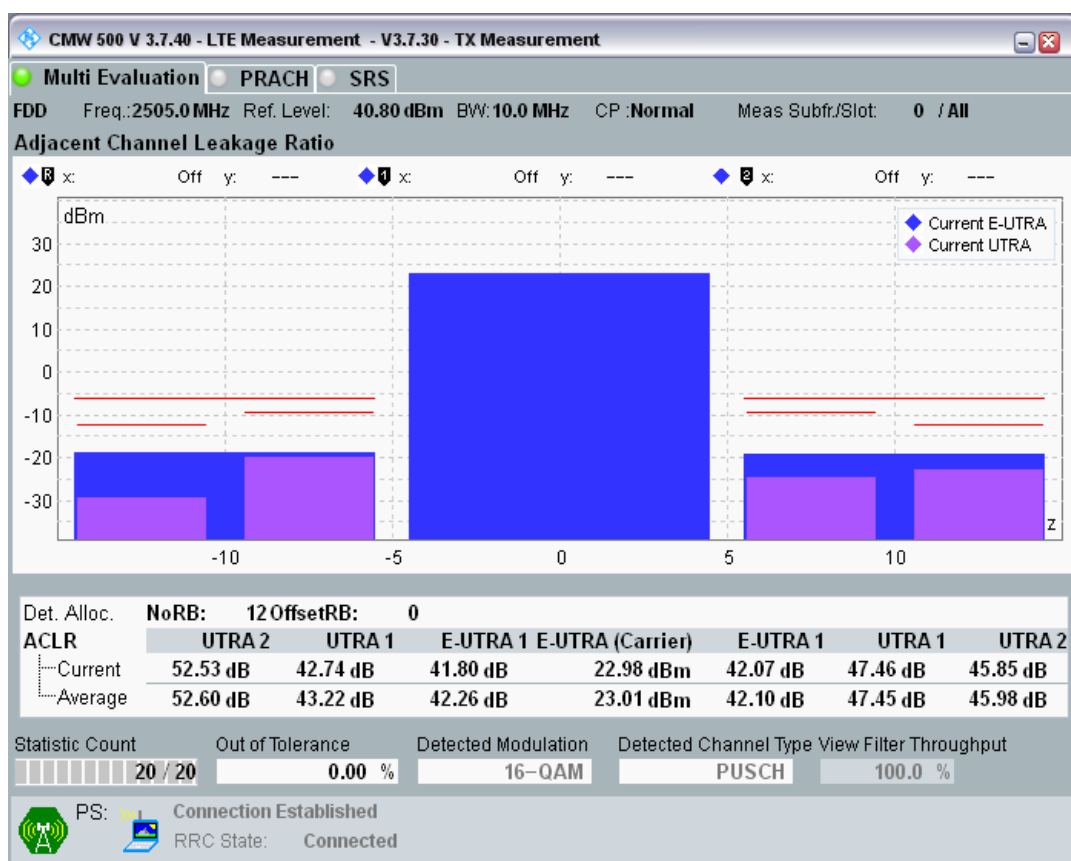 CMW 500 V 3.7.40 - LTE Measurement - V3.7.30 - TX Measurement
Multi Evaluation PRACH SRS
FDD Freq.:2505.0 MHz Ref. Level: 40.80 dBm BW:10.0 MHz CP :Normal Meas Subfr./Slot: 0 / All
Adjacent Channel Leakage Ratio
R x: Off y: --- 1 x: Off y: --- 2 x: Off y: ---
dBm
Current E-UTRA
Current UTRA
30
20
10
0
-10
-20
-30
z
-10 -5 0 5 10
Det. Alloc. NoRB: 12 OffsetRB: 0
ACLR UTRA 2 UTRA 1 E-UTRA 1 E-UTRA (Carrier) E-UTRA 1 UTRA 1 UTRA 2
Current 52.53 dB 42.74 dB 41.80 dB 22.98 dBm 42.07 dB 47.46 dB 45.85 dB
Average 52.60 dB 43.22 dB 42.26 dB 23.01 dBm 42.10 dB 47.45 dB 45.98 dB
Statistic Count Out of Tolerance Detected Modulation Detected Channel Type View Filter Throughput
20 / 20 0.00 % 16-QAM PUSCH 100.0 %
PS: Connection Established
RRC State: Connected